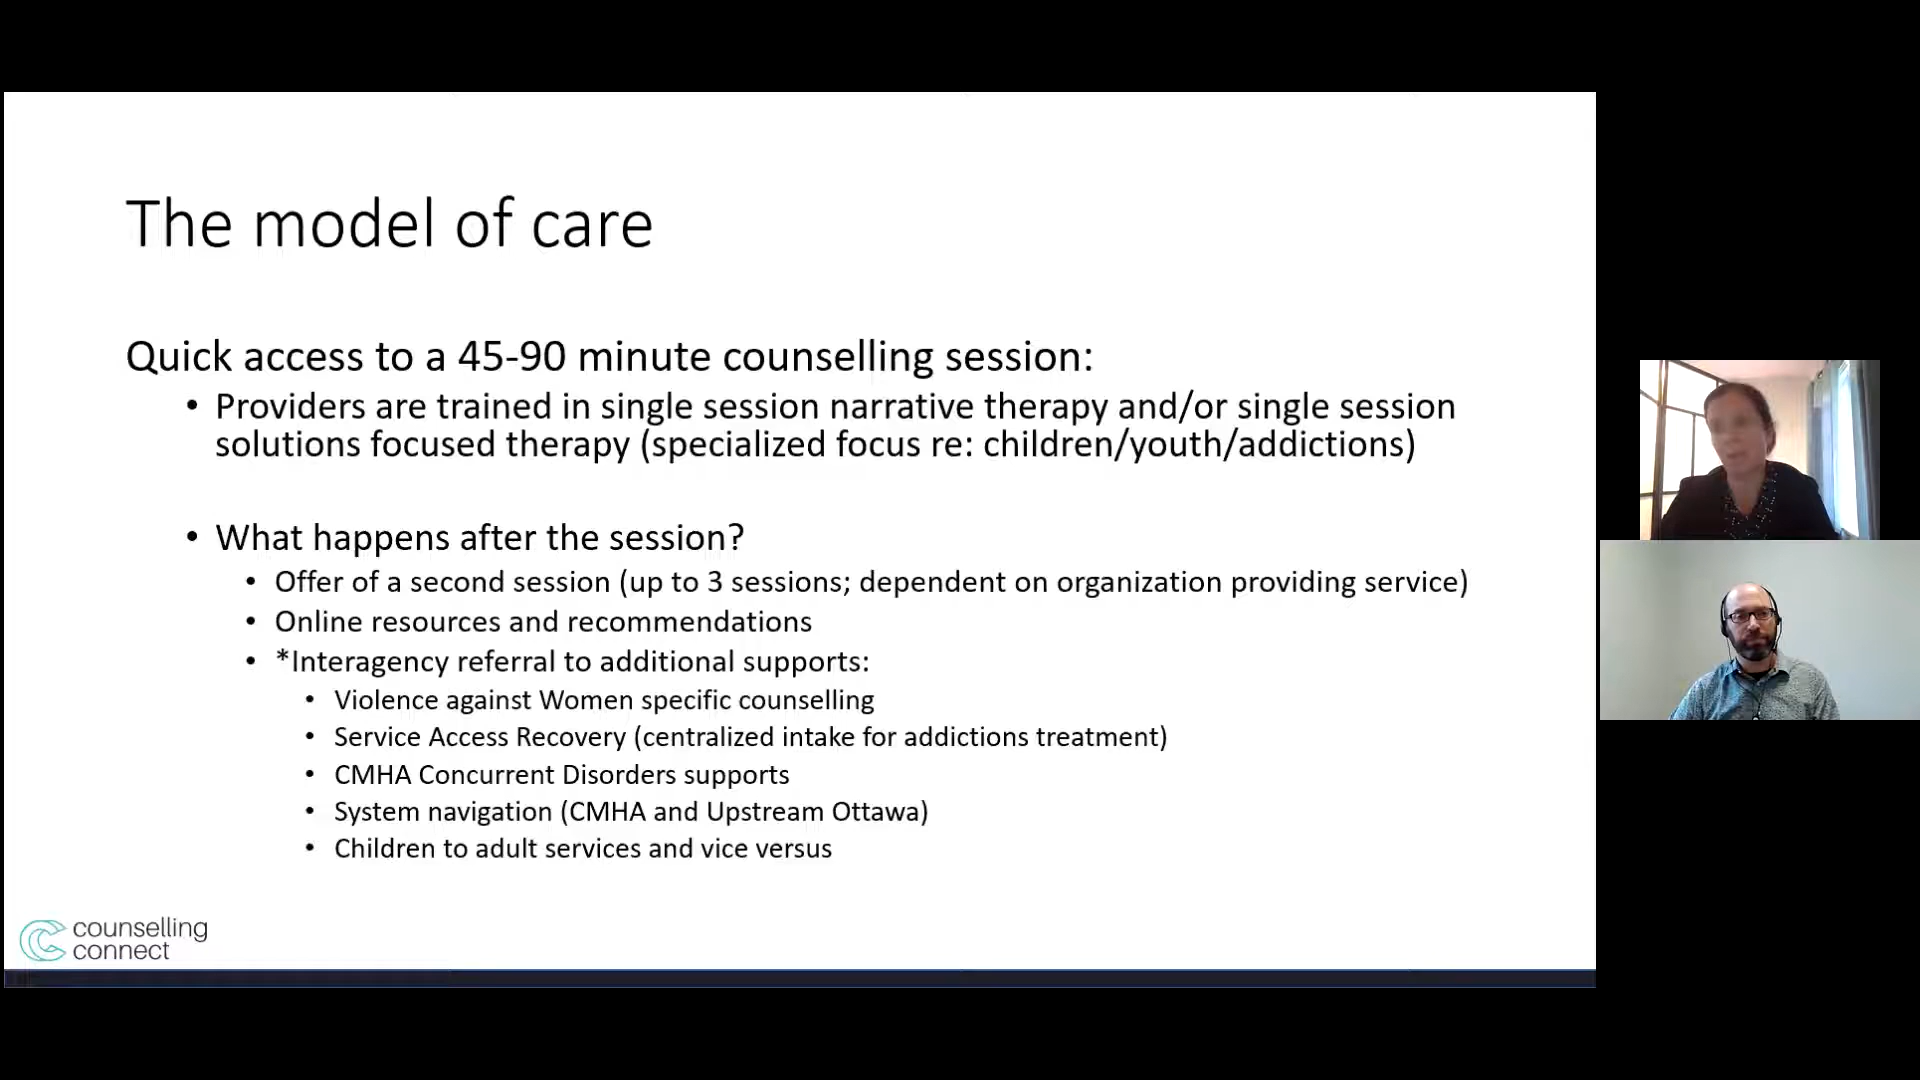 The model of care
Quick access to a 45-90 minute counselling session:
• Providers are trained in single session narrative therapy and/or single session
solutions focused therapy (specialized focus re: children/youth/addictions)
• What happens after the session?
• Offer of a second session (up to 3 sessions; dependent on organization providing service)
• Online resources and recommendations
• *Interagency referral to additional supports:
• Violence against Women specific counselling
• Service Access Recovery (centralized intake for addictions treatment)
• CMHA Concurrent Disorders supports
• System navigation (CMHA and Upstream Ottawa)
• Children to adult services and vice versus
counselling
connect